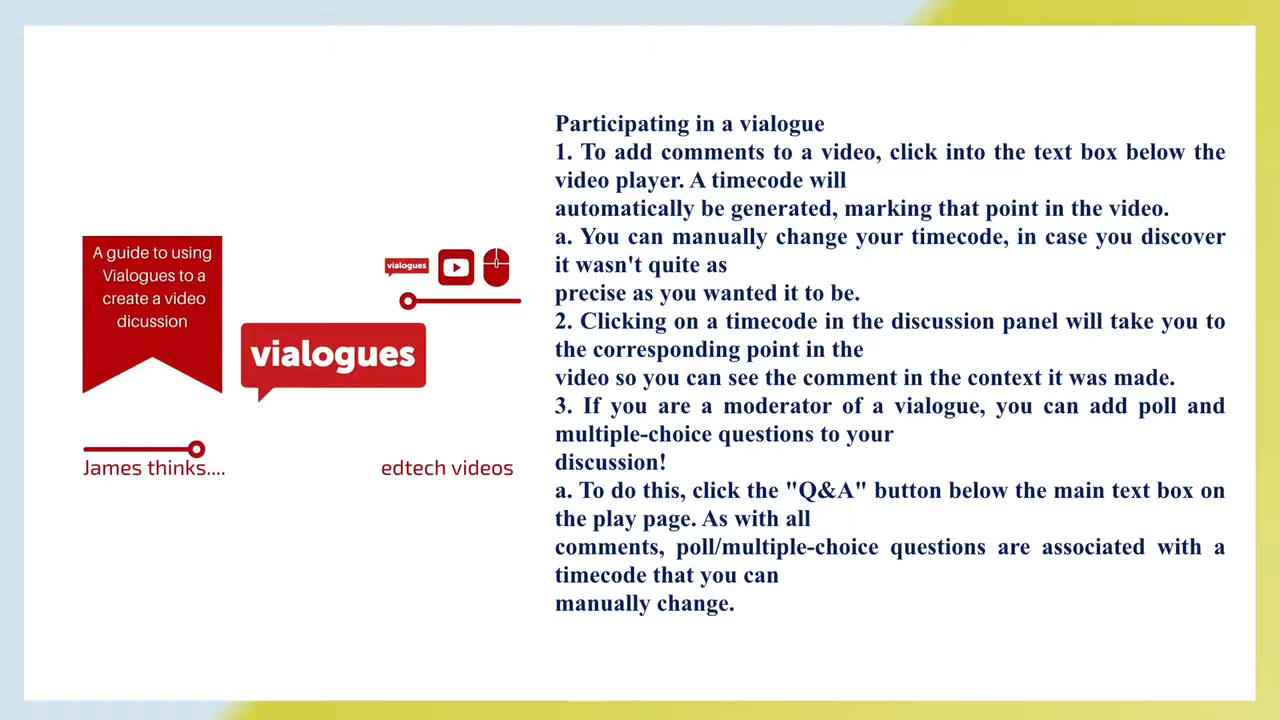 A guide to using
Vialogues to a
create a video
dicussion
vialogues
vialogues
James thinks....
edtech videos
Participating in a vialogue
1. To add comments to a video, click into the text box below the
video player. A timecode will
automatically be generated, marking that point in the video.
a. You can manually change your timecode, in case you discover
it wasn't quite as
precise as you wanted it to be.
2. Clicking on a timecode in the discussion panel will take you to
the corresponding point in the
video so you can see the comment in the context it was made.
3. If you are a moderator of a vialogue, you can add poll and
multiple-choice questions to your
discussion!
a. To do this, click the "Q&A" button below the main text box on
the play page. As with all
comments, poll/multiple-choice questions are associated with a
timecode that you can
manually change.